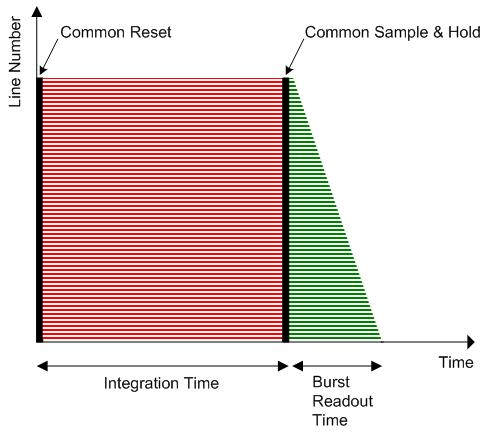 Common Reset
Common Sample & Hold
Line Number
Time
Integration Time
Burst
Readout
Time